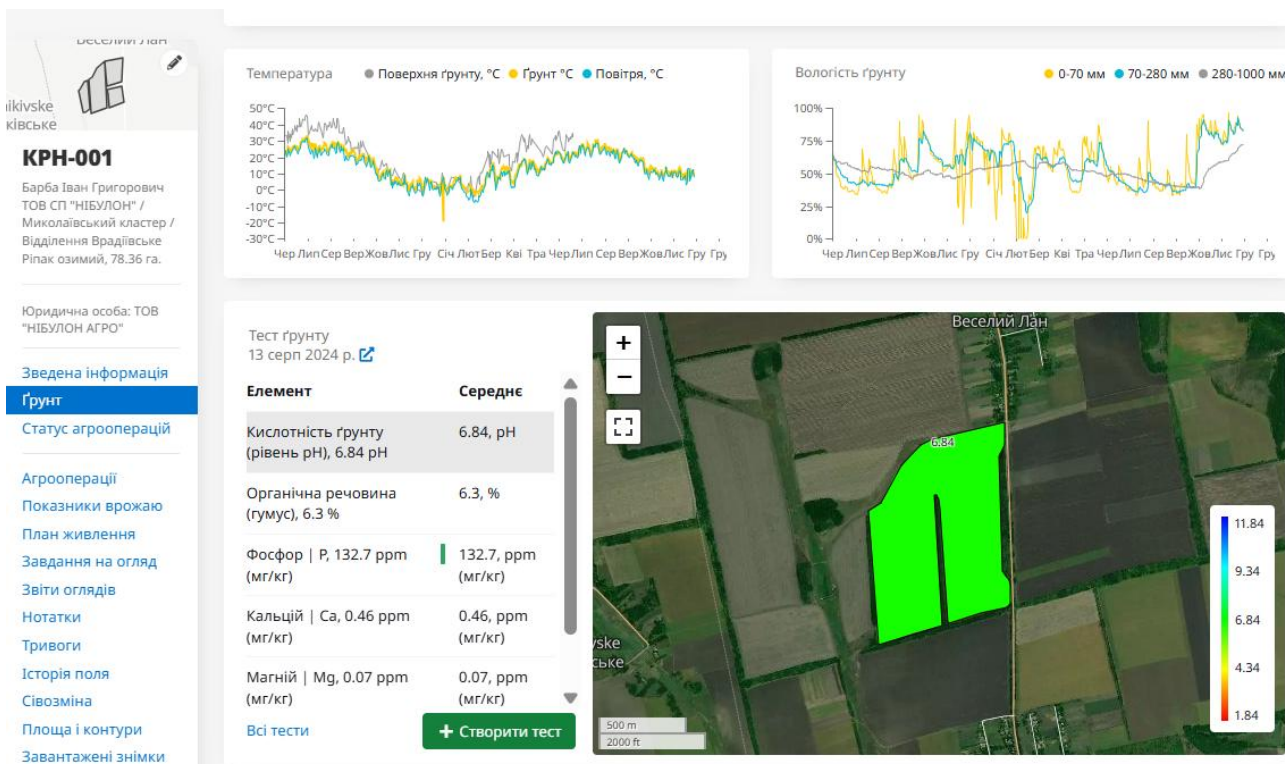 Веселий Лан
ikivske
ківське
КРН-001
Барба Іван Григорович
ТОВ СП "НІБУЛОН" /
Миколаївський кластер /
Відділення Врадіївське
Ріпак озимий, 78.36 га.
Юридична особа: ТОВ
"НІБУЛОН АГРО"
Зведена інформація
Ґрунт
Статус агрооперацій
Агрооперації
Показники врожаю
План живлення
Завдання на огляд
Звіти оглядів
Нотатки
Тривоги
Історія поля
Сівозміна
Площа і контури
Завантажені знімки
Температура
Поверхня ґрунту, °C Ґрунт °C Повітря, °C
50°C
40°C
30°C
20°C
10°C
0°C
-10°C
-20°C
-30°C
Чер Лип Сер Вер Жов Лис Гру Січ Лют Бер Кві Тра Чер Лип Сер Вер Жов Лис Гру Гру
Вологість ґрунту
0-70 мм 70-280 мм 280-1000 мм
100%
75%
50%
25%
0%
Чер Лип Сер Вер Жов Лис Гру Січ Лют Бер Кві Тра Чер Лип Сер Вер Жов Лис Гру Гру
Тест ґрунту
13 серп 2024 р.
Елемент Середнє
Кислотність ґрунту 6.84, pH
(рівень pH), 6.84 pH
Органічна речовина 6.3, %
(гумус), 6.3 %
Фосфор | P, 132.7 ppm 132.7, ppm
(мг/кг) (мг/кг)
Кальцій | Ca, 0.46 ppm 0.46, ppm
(мг/кг) (мг/кг)
Магній | Mg, 0.07 ppm 0.07, ppm
(мг/кг) (мг/кг)
Всі тести
+ Створити тест
+
−
Веселий Лан
6.84
vske
ське
500 m
2000 ft
11.84
9.34
6.84
4.34
1.84